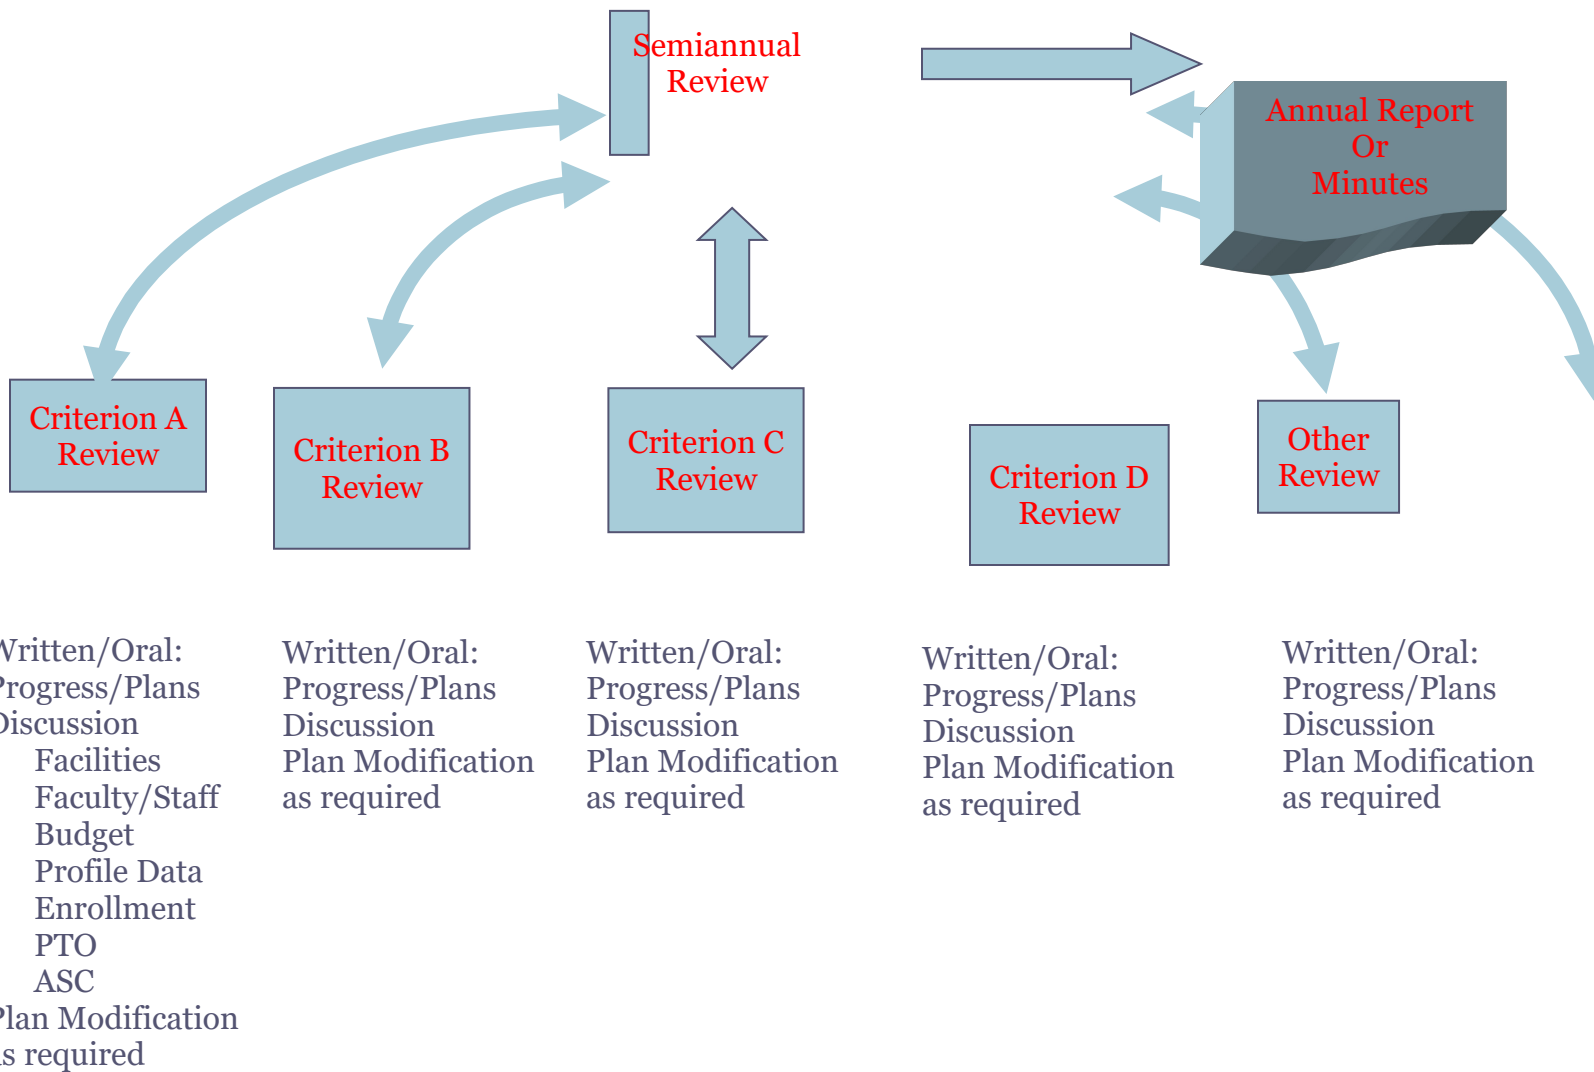 Semiannual
Review
Annual Report
Or
Minutes
Criterion A
Review
Criterion B
Review
Criterion C
Review
Criterion D
Review
Other
Review
Written/Oral:
Progress/Plans
Discussion
Facilities
Faculty/Staff
Budget
Profile Data
Enrollment
PTO
ASC
Plan Modification
as required
Written/Oral:
Progress/Plans
Discussion
Plan Modification
as required
Written/Oral:
Progress/Plans
Discussion
Plan Modification
as required
Written/Oral:
Progress/Plans
Discussion
Plan Modification
as required
Written/Oral:
Progress/Plans
Discussion
Plan Modification
as required